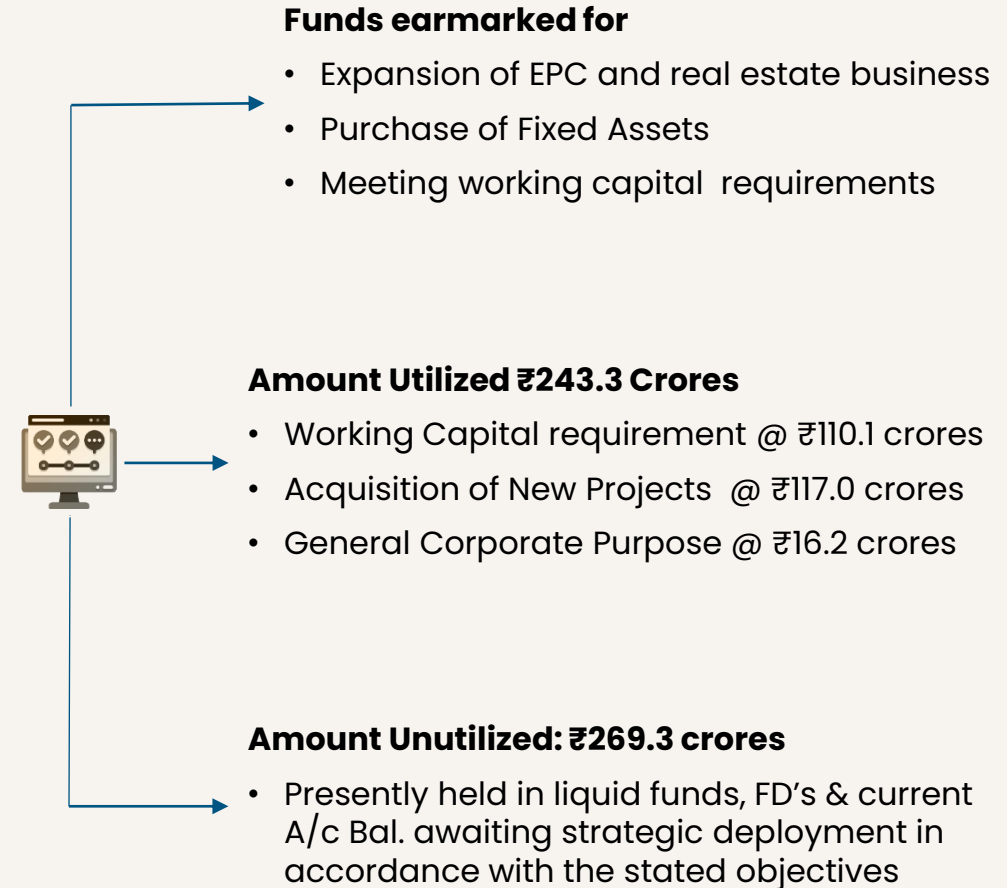 Funds earmarked for
• Expansion of EPC and real estate business
• Purchase of Fixed Assets
• Meeting working capital requirements
Amount Utilized ₹243.3 Crores
• Working Capital requirement @ ₹110.1 crores
• Acquisition of New Projects @ ₹117.0 crores
• General Corporate Purpose @ ₹16.2 crores
Amount Unutilized: ₹269.3 crores
• Presently held in liquid funds, FD's & current
A/c Bal. awaiting strategic deployment in
accordance with the stated objectives